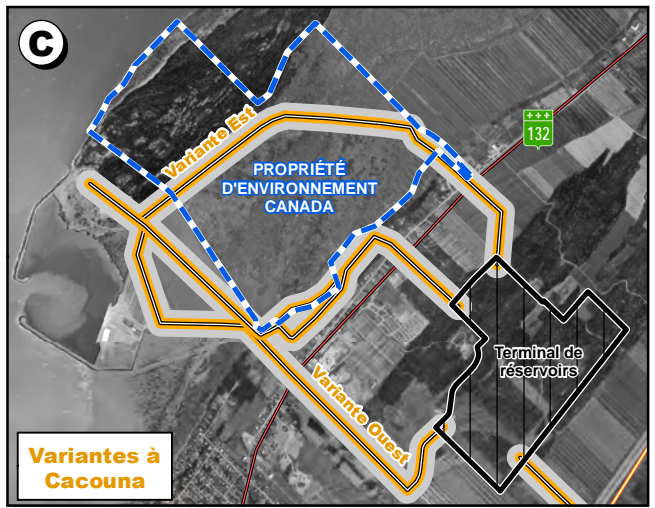 C
Variante Est
132
PROPRIÉTÉ
D'ENVIRONNEMENT
CANADA
Terminal de
réservoirs
Variante Ouest
Variantes à
Cacouna